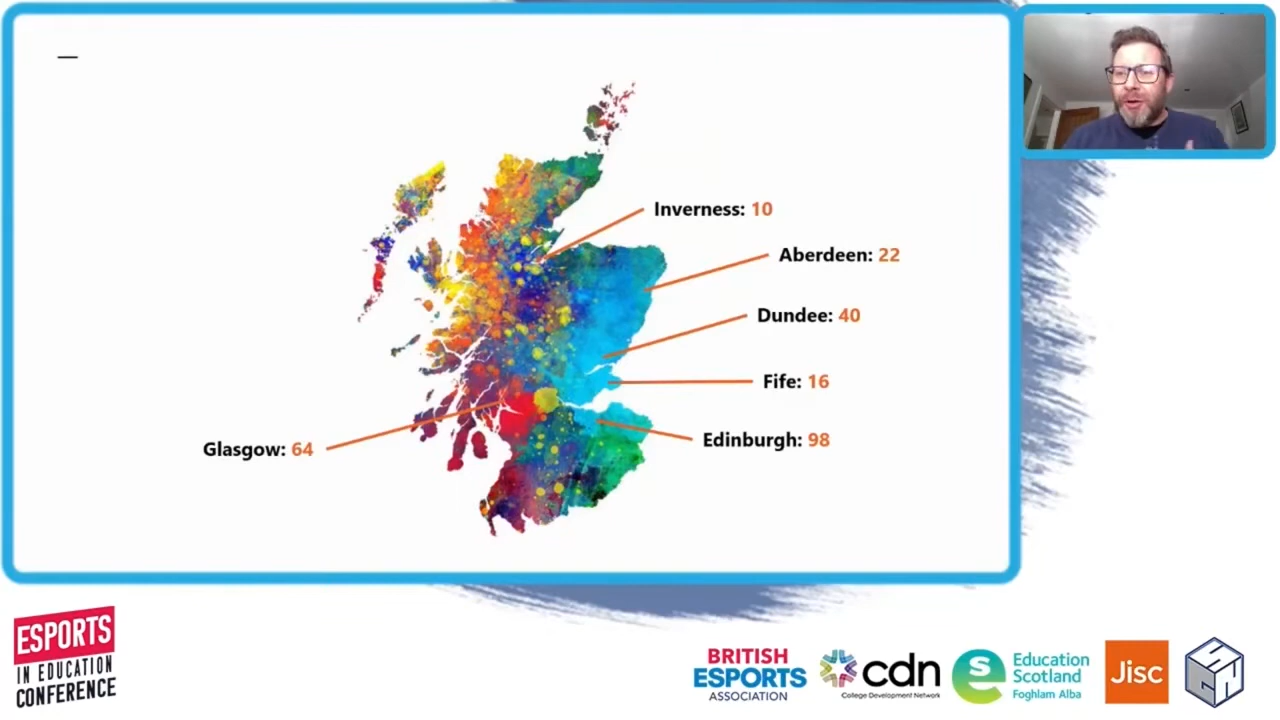 Inverness: 10
Aberdeen: 22
Dundee: 40
Fife: 16
Glasgow: 64
Edinburgh: 98
ESPORTS
IN EDUCATION
CONFERENCE
BRITISH
ESPORTS
ASSOCIATION
cdn
College Development Network
Education
Scotland
Foghlam Alba
Jisc